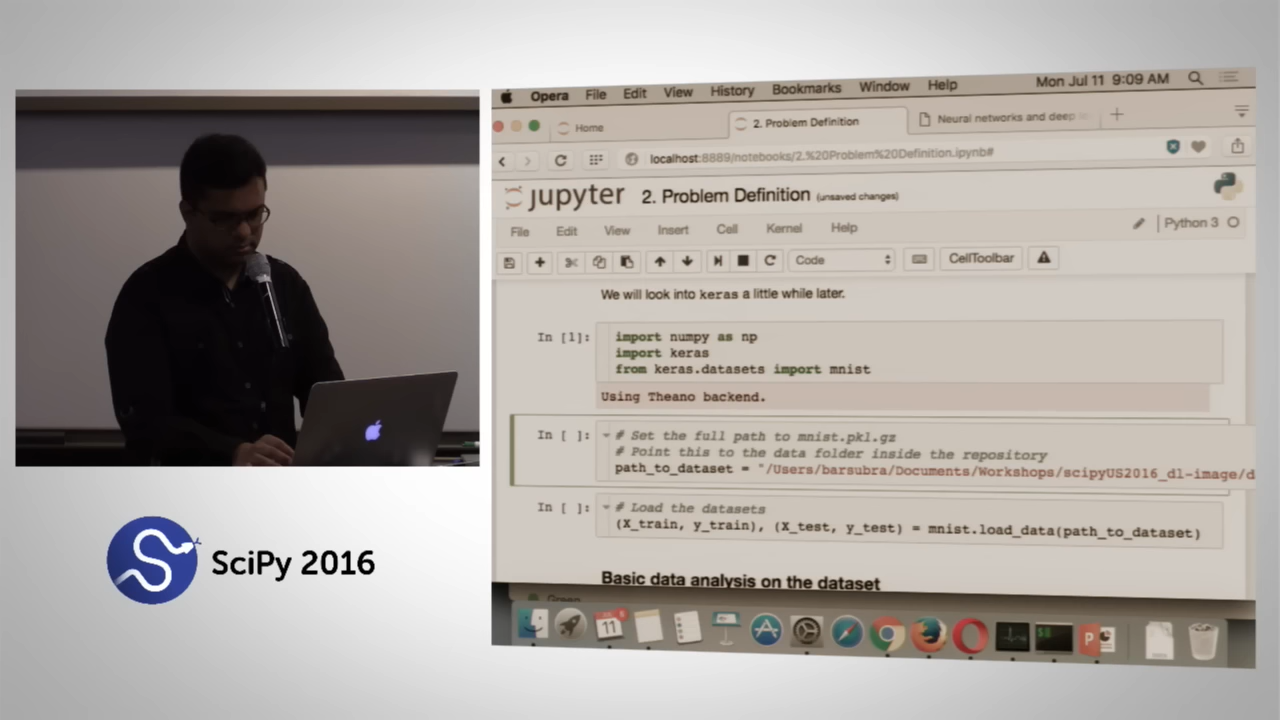 Opera File Edit View History Bookmarks Window Help Mon Jul 11 9:09 AM
Home 2. Problem Definition Neural networks and deep
localhost:8889/notebooks/2.%20Problem%20Definition.ipynb#
jupyter 2. Problem Definition (unsaved changes)
File Edit View Insert Cell Kernel Help Python 3
Code CellToolbar
We will look into keras a little while later.
In [1]: import numpy as np
import keras
from keras.datasets import mnist
Using Theano backend.
In [ ]: # Set the full path to mnist.pkl.gz
# Point this to the data folder inside the repository
path_to_dataset = "/Users/barsubra/Documents/Workshops/scipyUS2016_dl-image/d
In [ ]: # Load the datasets
(X_train, y_train), (X_test, y_test) = mnist.load_data(path_to_dataset)
Basic data analysis on the dataset
Green
11
SciPy 2016